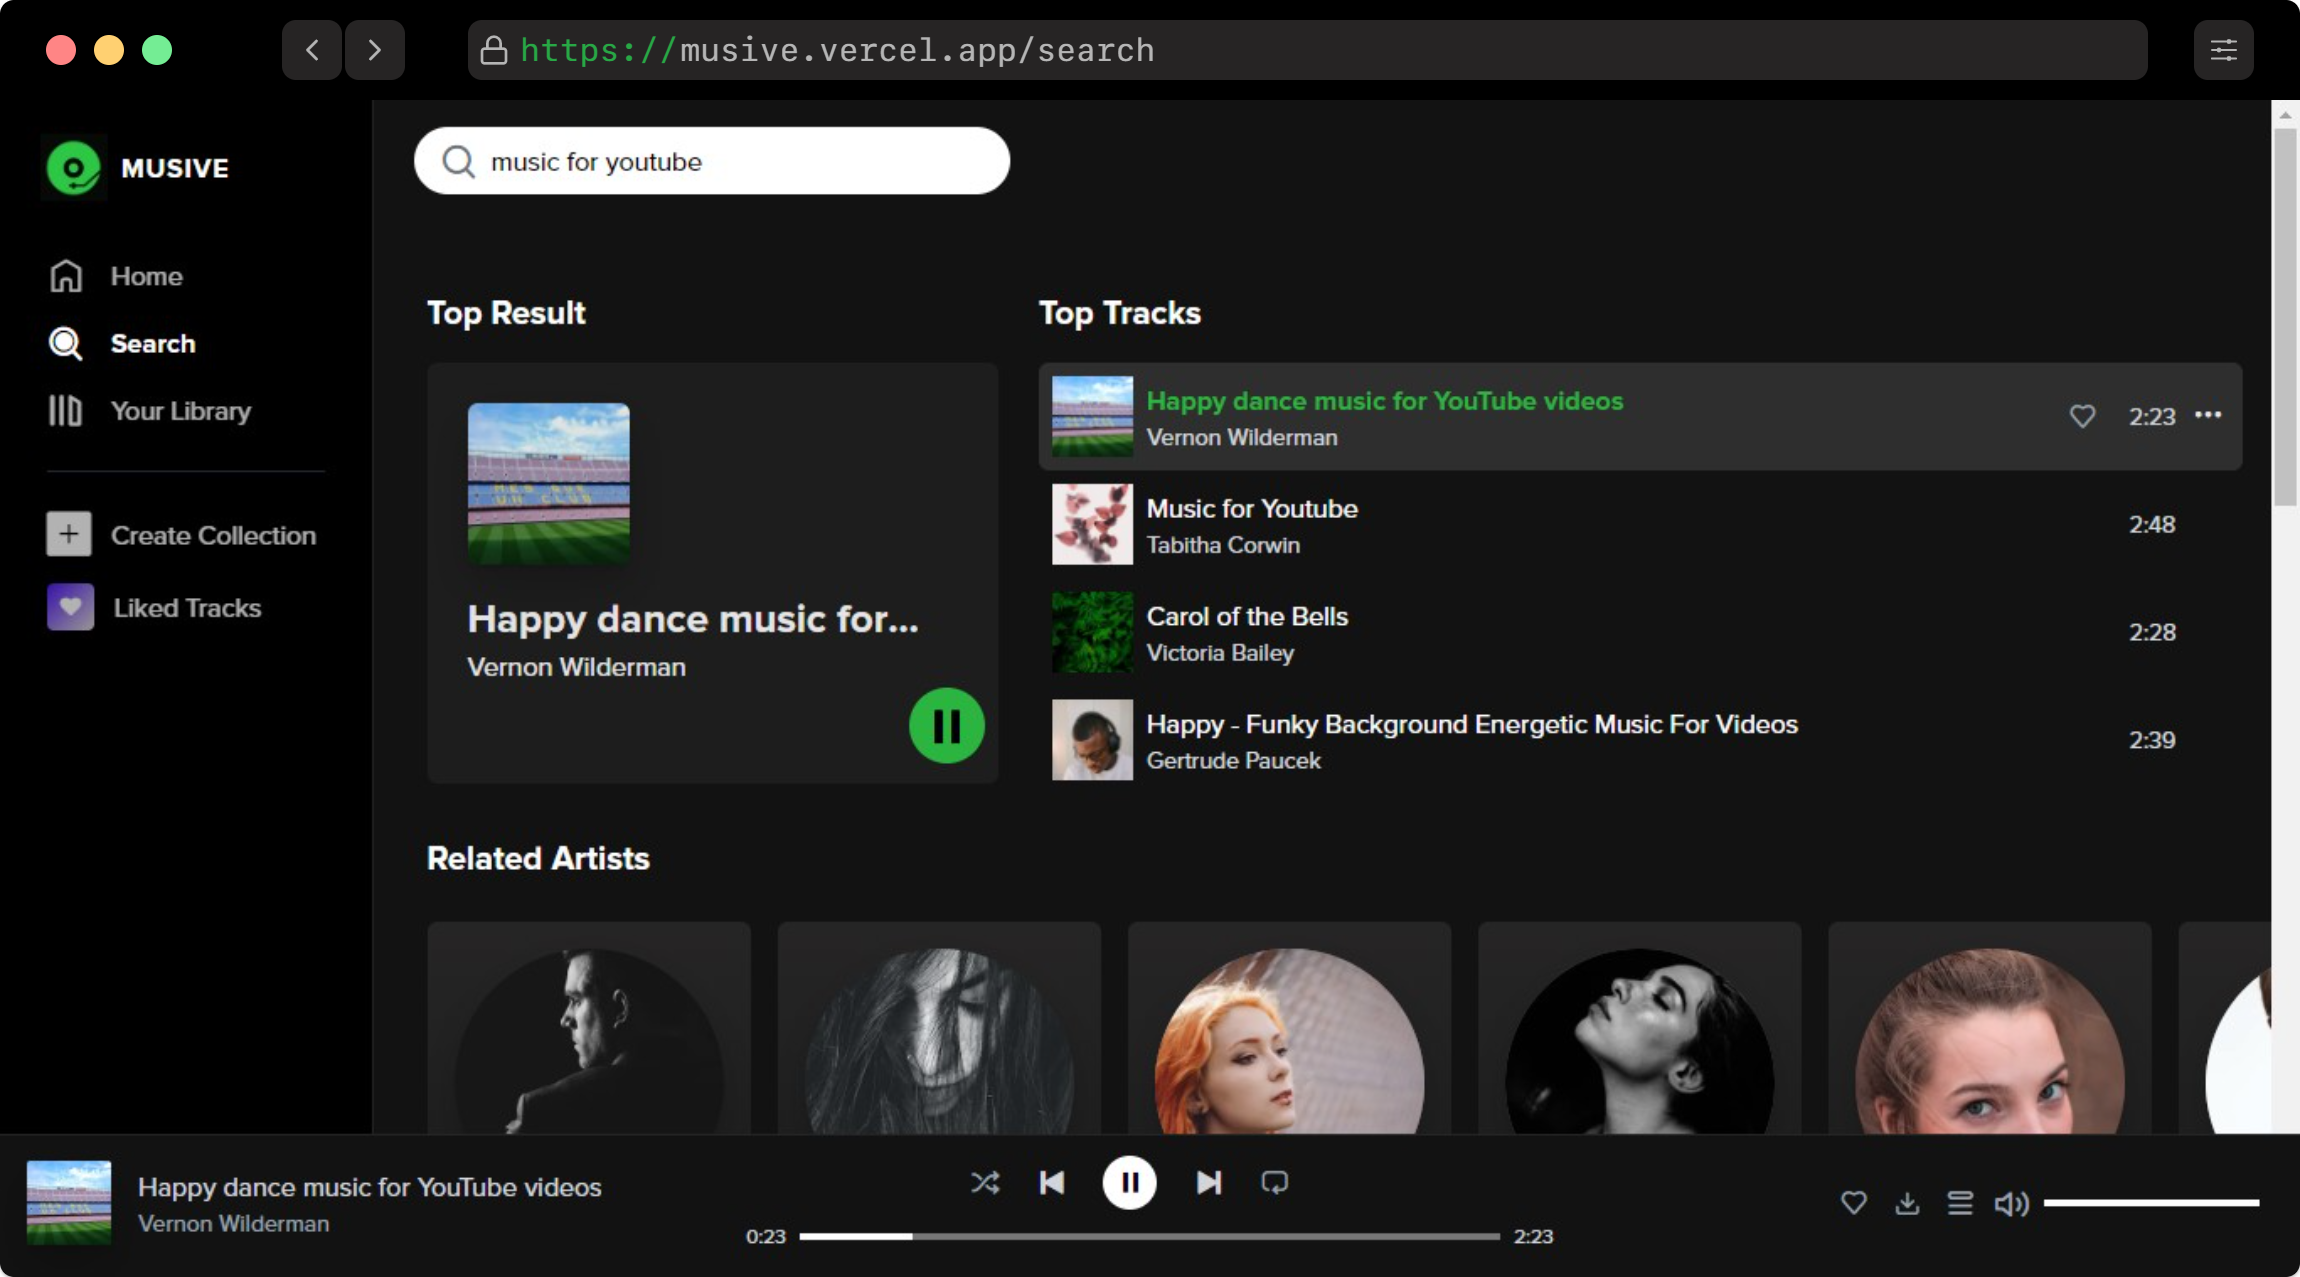 https://musive.vercel.app/search
MUSIVE
Home
Search
Your Library
Create Collection
Liked Tracks
music for youtube
Top Result
Happy dance music for...
Vernon Wilderman
Top Tracks
Happy dance music for YouTube videos
Vernon Wilderman
2:23
Music for Youtube
Tabitha Corwin
2:48
Carol of the Bells
Victoria Bailey
2:28
Happy - Funky Background Energetic Music For Videos
Gertrude Paucek
2:39
Related Artists
Happy dance music for YouTube videos
Vernon Wilderman
0:23
2:23